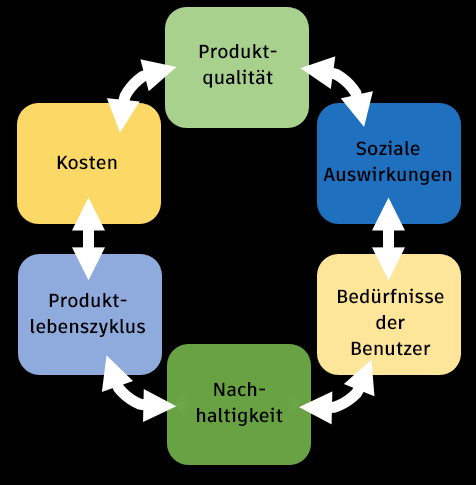 Produkt-
qualität
Soziale
Auswirkungen
Bedürfnisse
der
Benutzer
Nach-
haltigkeit
Produkt-
lebenszyklus
Kosten